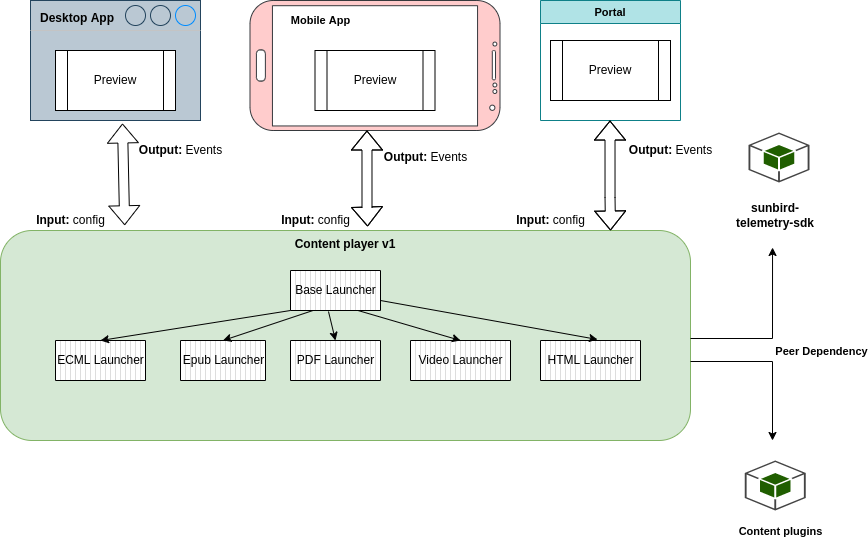 Desktop App
Mobile App
Portal
Preview
Preview
Preview
Output: Events
Output: Events
Output: Events
Input: config
Input: config
Input: config
sunbird-
telemetry-sdk
Content player v1
Base Launcher
ECML Launcher
Epub Launcher
PDF Launcher
Video Launcher
HTML Launcher
Peer Dependency
Content plugins